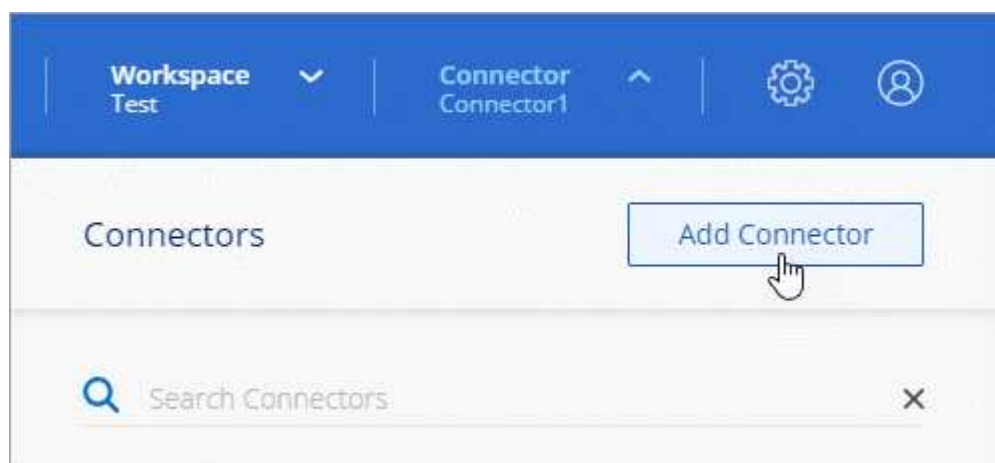 Workspace
Test
Connector
Connector1
Connectors
Add Connector
Search Connectors